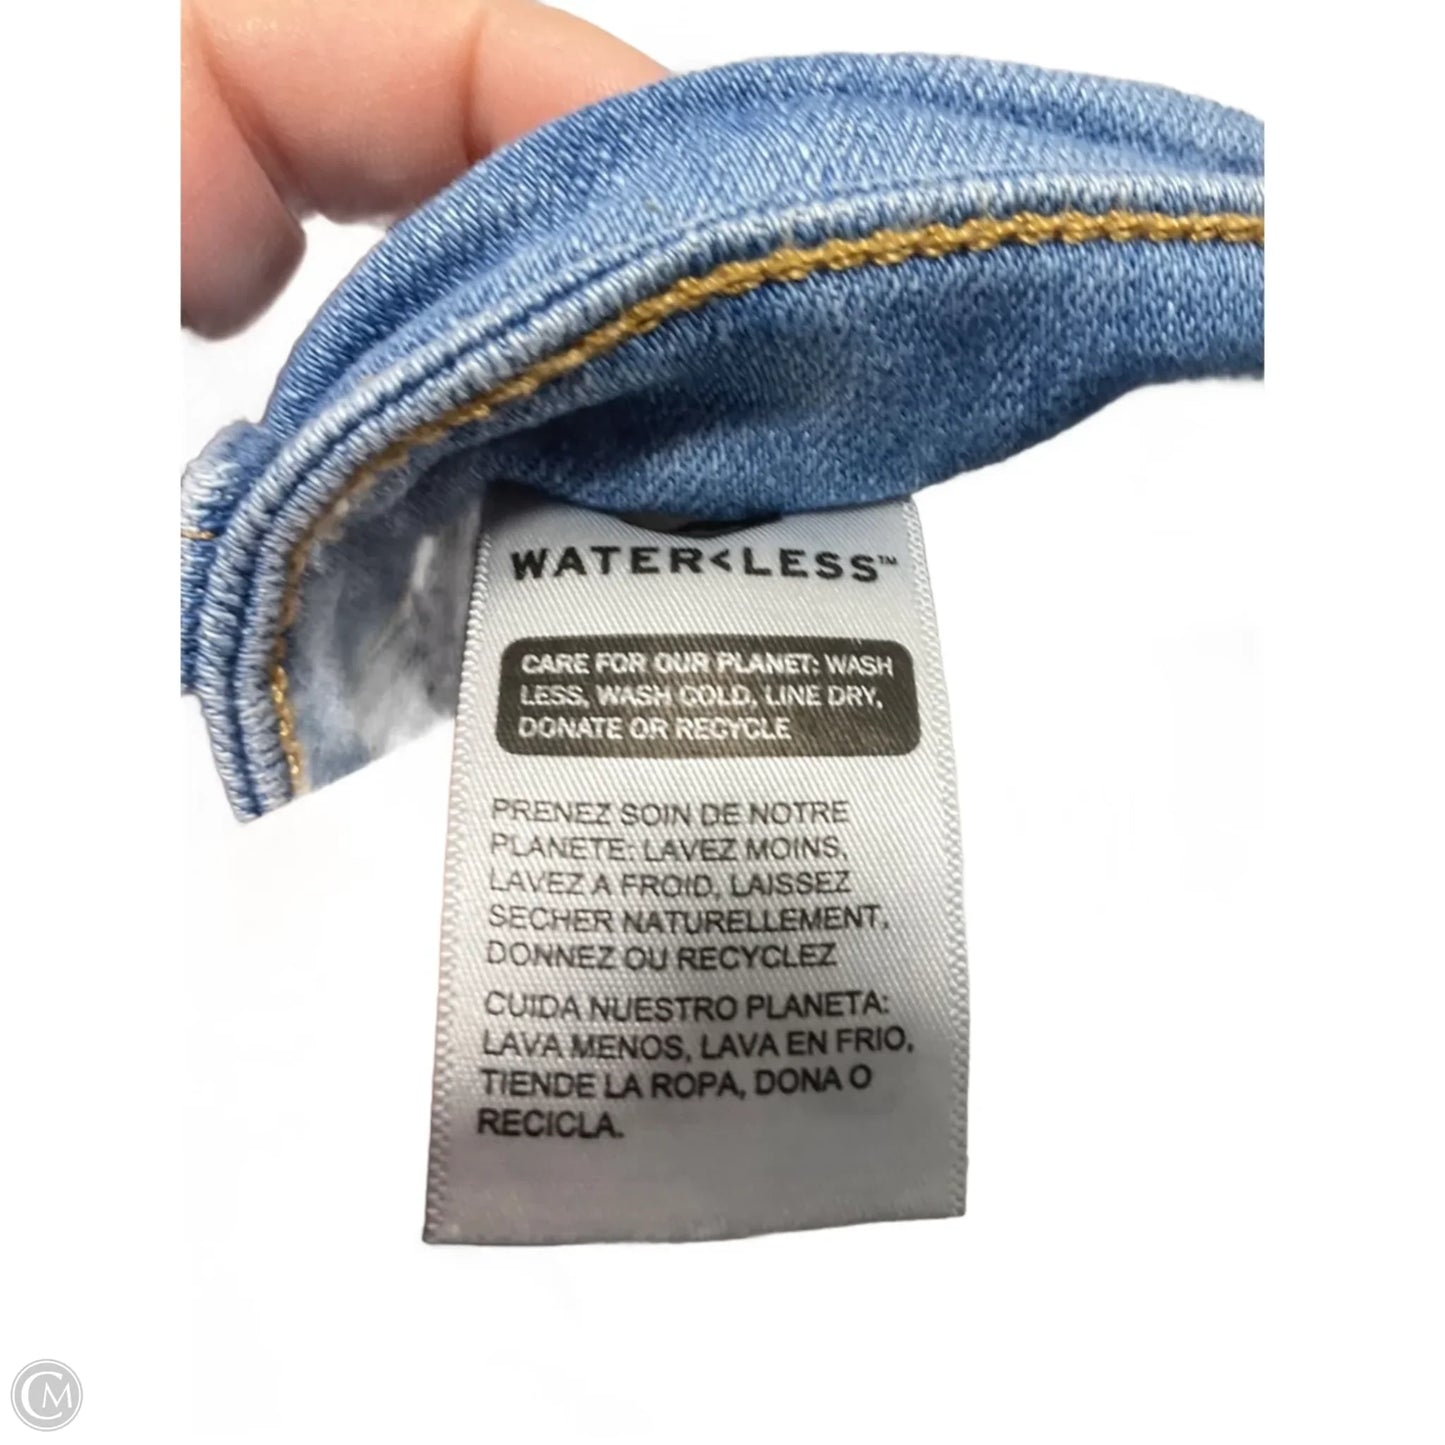 WATER<LESS™
CARE FOR OUR PLANET: WASH
LESS, WASH COLD, LINE DRY,
DONATE OR RECYCLE
PRENEZ SOIN DE NOTRE
PLANETE: LAVEZ MOINS,
LAVEZ A FROID, LAISSEZ
SECHER NATURELLEMENT,
DONNEZ OU RECYCLEZ
CUIDA NUESTRO PLANETA:
LAVA MENOS, LAVA EN FRIO,
TIENDE LA ROPA, DONA O
RECICLA.
CM